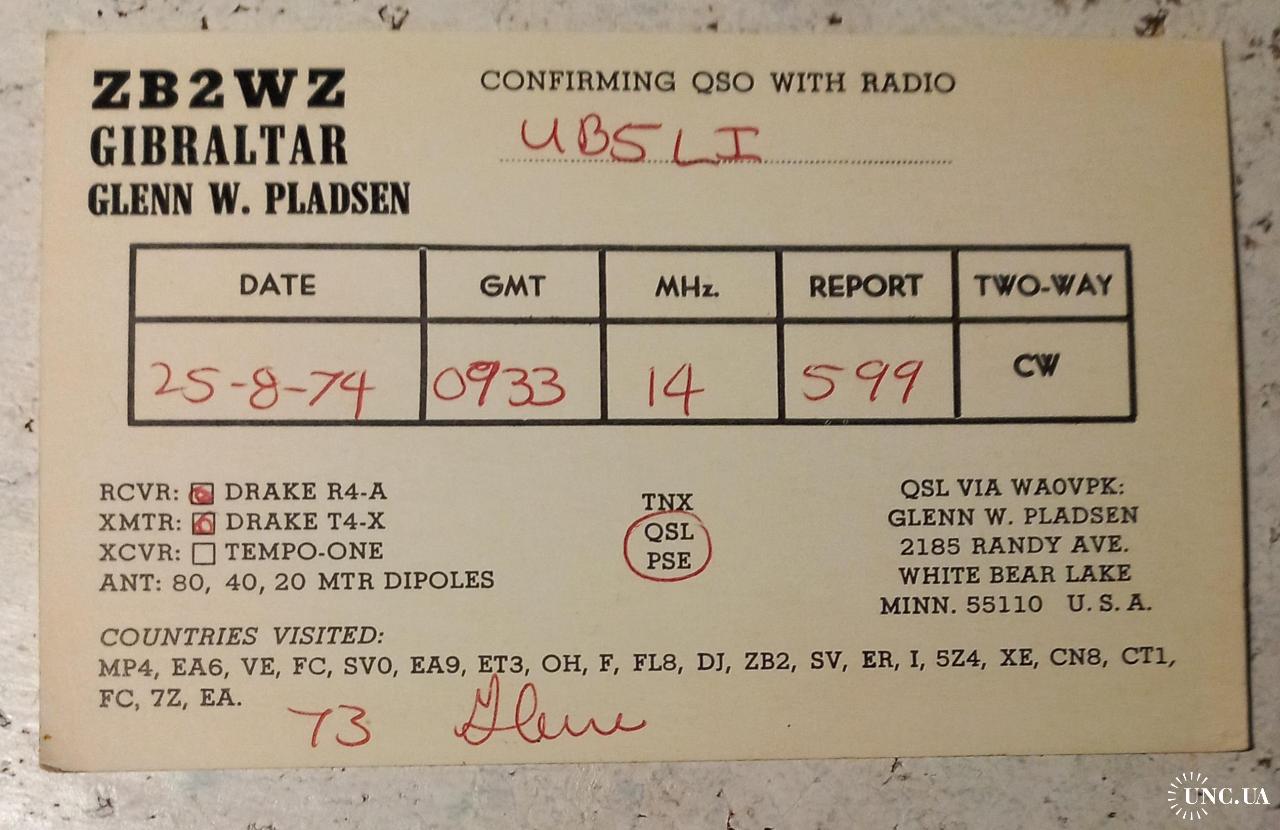 ZB2WZ
GIBRALTAR
GLENN W. PLADSEN
CONFIRMING QSO WITH RADIO
UB5LI
DATE GMT MHz. REPORT TWO-WAY
25-8-74 0933 14 599 CW
RCVR: DRAKE R4-A
XMTR: DRAKE T4-X
XCVR: TEMPO-ONE
ANT: 80, 40, 20 MTR DIPOLES
TNX
QSL
PSE
QSL VIA WA0VPK:
GLENN W. PLADSEN
2185 RANDY AVE.
WHITE BEAR LAKE
MINN. 55110 U.S.A.
COUNTRIES VISITED:
MP4, EA6, VE, FC, SV0, EA9, ET3, OH, F, FL8, DJ, ZB2, SV, ER, I, 5Z4, XE, CN8, CT1,
FC, 7Z, EA.
73 Glenn
UNC.UA